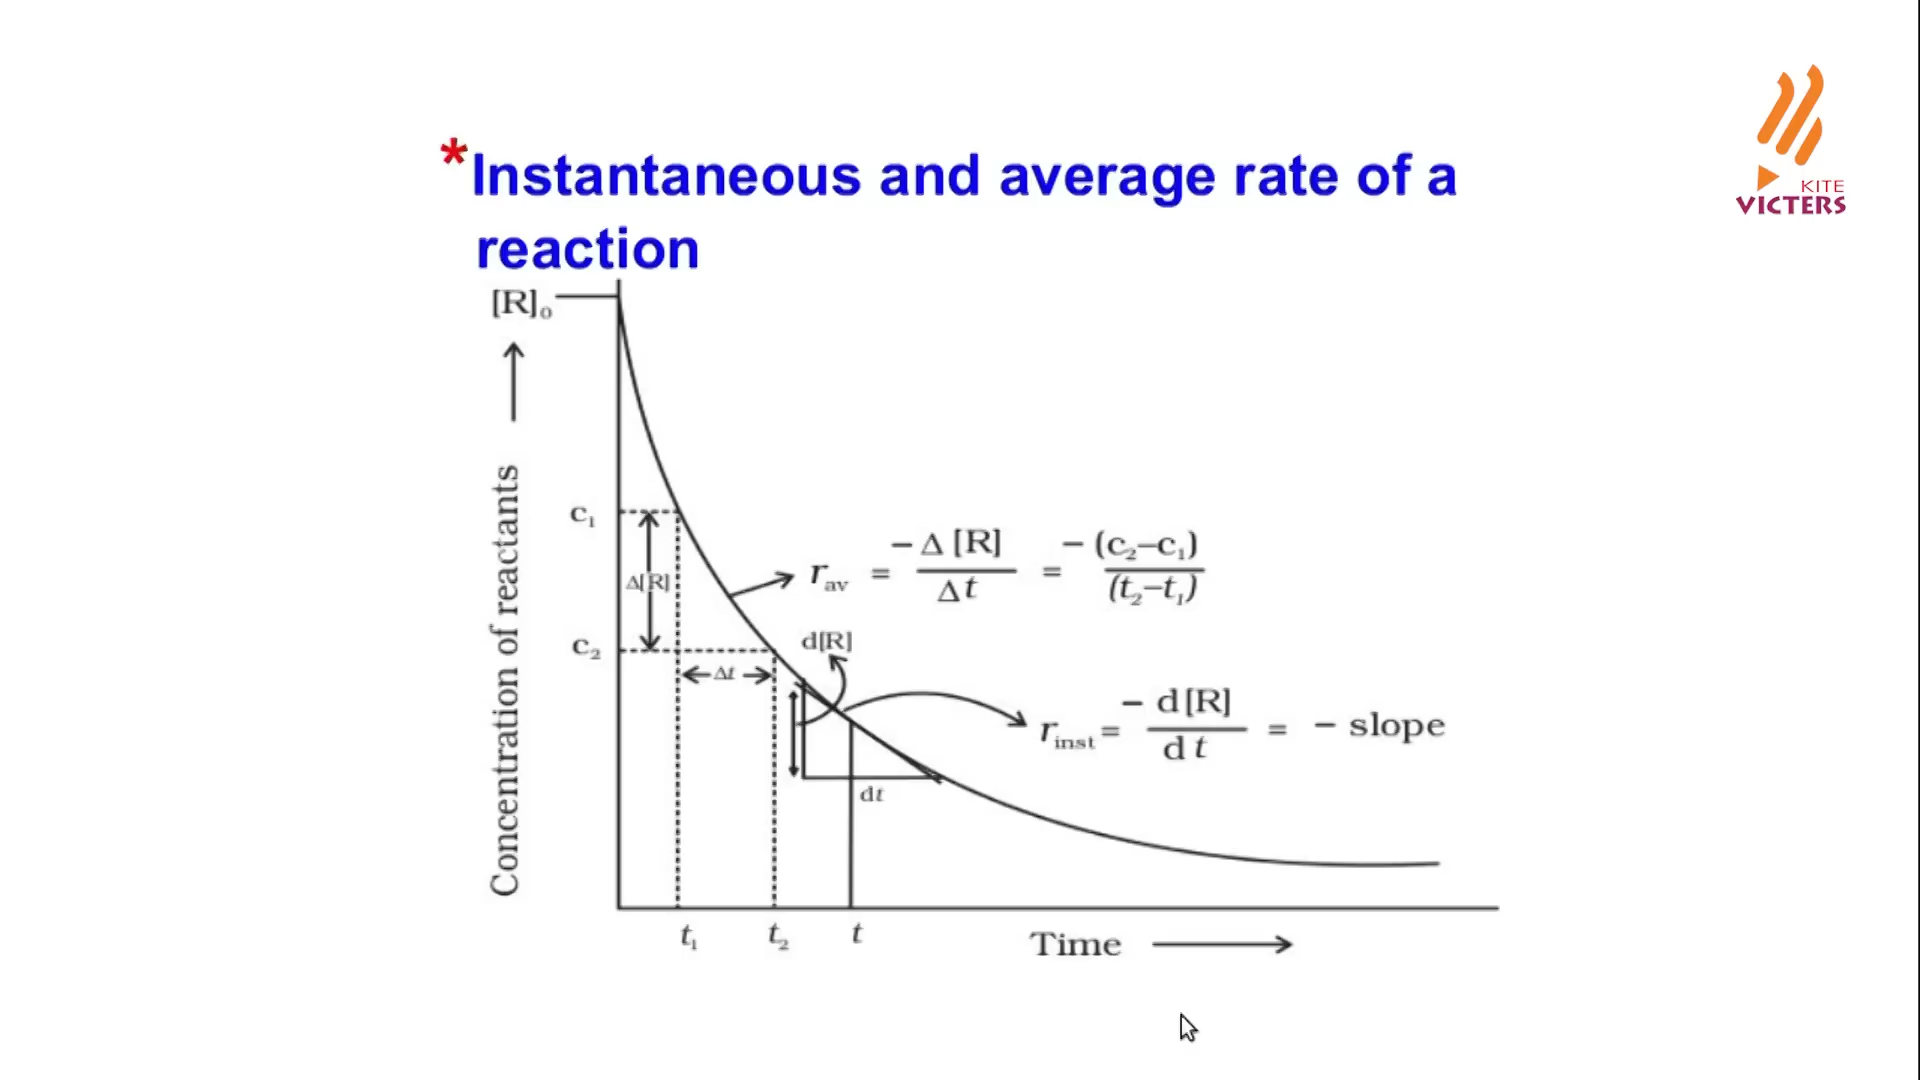 *Instantaneous and average rate of a
reaction
KITE
VICTERS
[R]₀
Concentration of reactants
c₁
Δ[R]
c₂
Δt
r_av = −Δ[R]/Δt = −(c₂−c₁)/(t₂−t₁)
d[R]
r_inst = −d[R]/dt = − slope
dt
t₁ t₂ t
Time